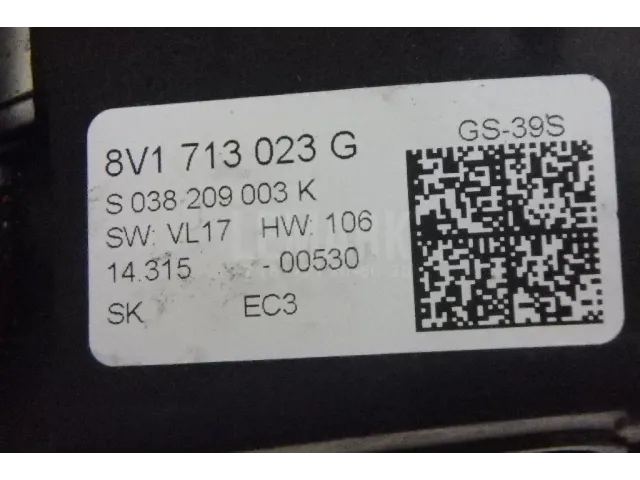 8V1 713 023 G
GS-39S
S 038 209 003 K
SW: VL17 HW: 106
14.315 -00530
SK EC3